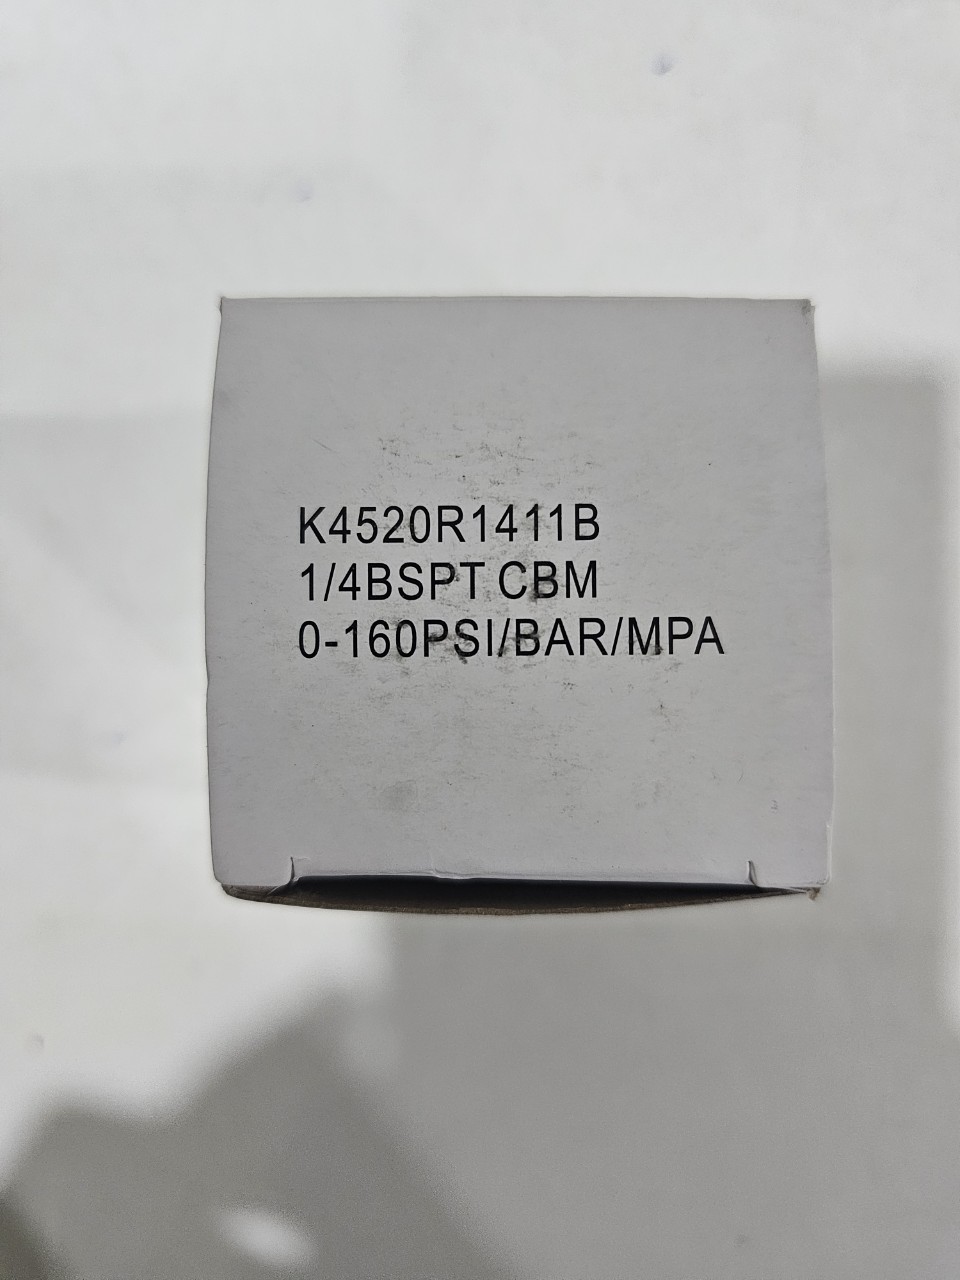 K4520R1411B
1/4BSPT CBM
0-160PSI/BAR/MPA